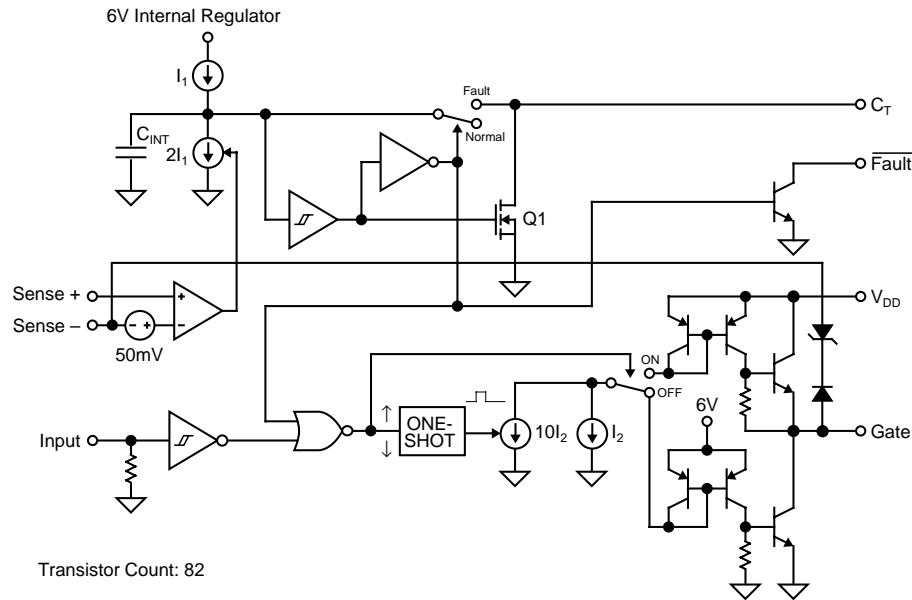 6V Internal Regulator
I1
Fault
CT
Normal
CINT
2I1
Fault
Q1
Sense +
Sense –
50mV
+
–
– +
VDD
ON
OFF
6V
Input
ONE-
SHOT
↑
↓
10I2
I2
Gate
Transistor Count: 82